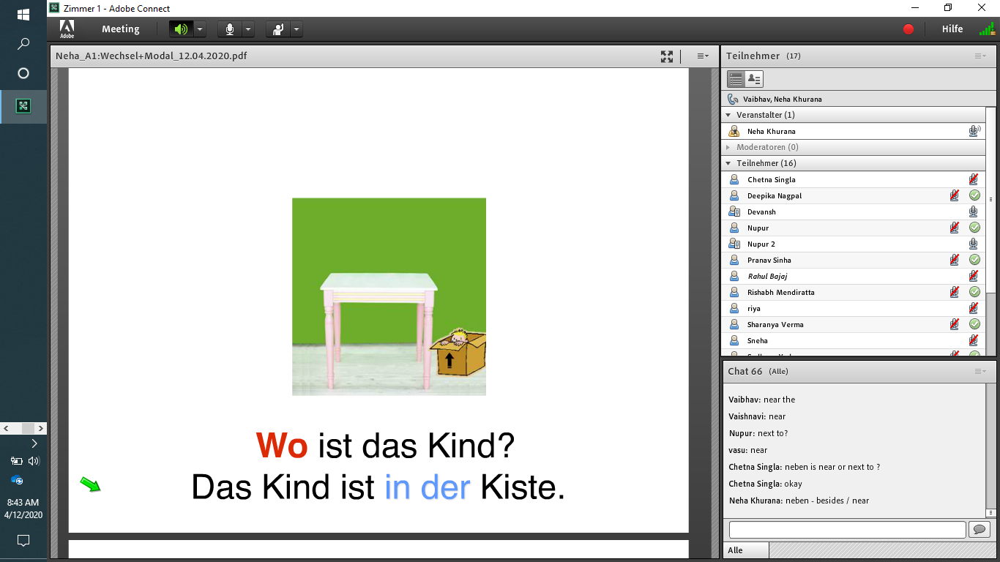 Zimmer 1 - Adobe Connect
Adobe
Meeting
Hilfe
Neha_A1:Wechsel+Modal_12.04.2020.pdf
Wo ist das Kind?
Das Kind ist in der Kiste.
Teilnehmer (17)
Vaibhav, Neha Khurana
Veranstalter (1)
Neha Khurana
Moderatoren (0)
Teilnehmer (16)
Chetna Singla
Deepika Nagpal
Devansh
Nupur
Nupur 2
Pranav Sinha
Rahul Bajaj
Rishabh Mendiratta
riya
Sharanya Verma
Sneha
Chat 66 (Alle)
Vaibhav: near the
Vaishnavi: near
Nupur: next to?
vasu: near
Chetna Singla: neben is near or next to ?
Chetna Singla: okay
Neha Khurana: neben - besides / near
Alle
8:43 AM
4/12/2020